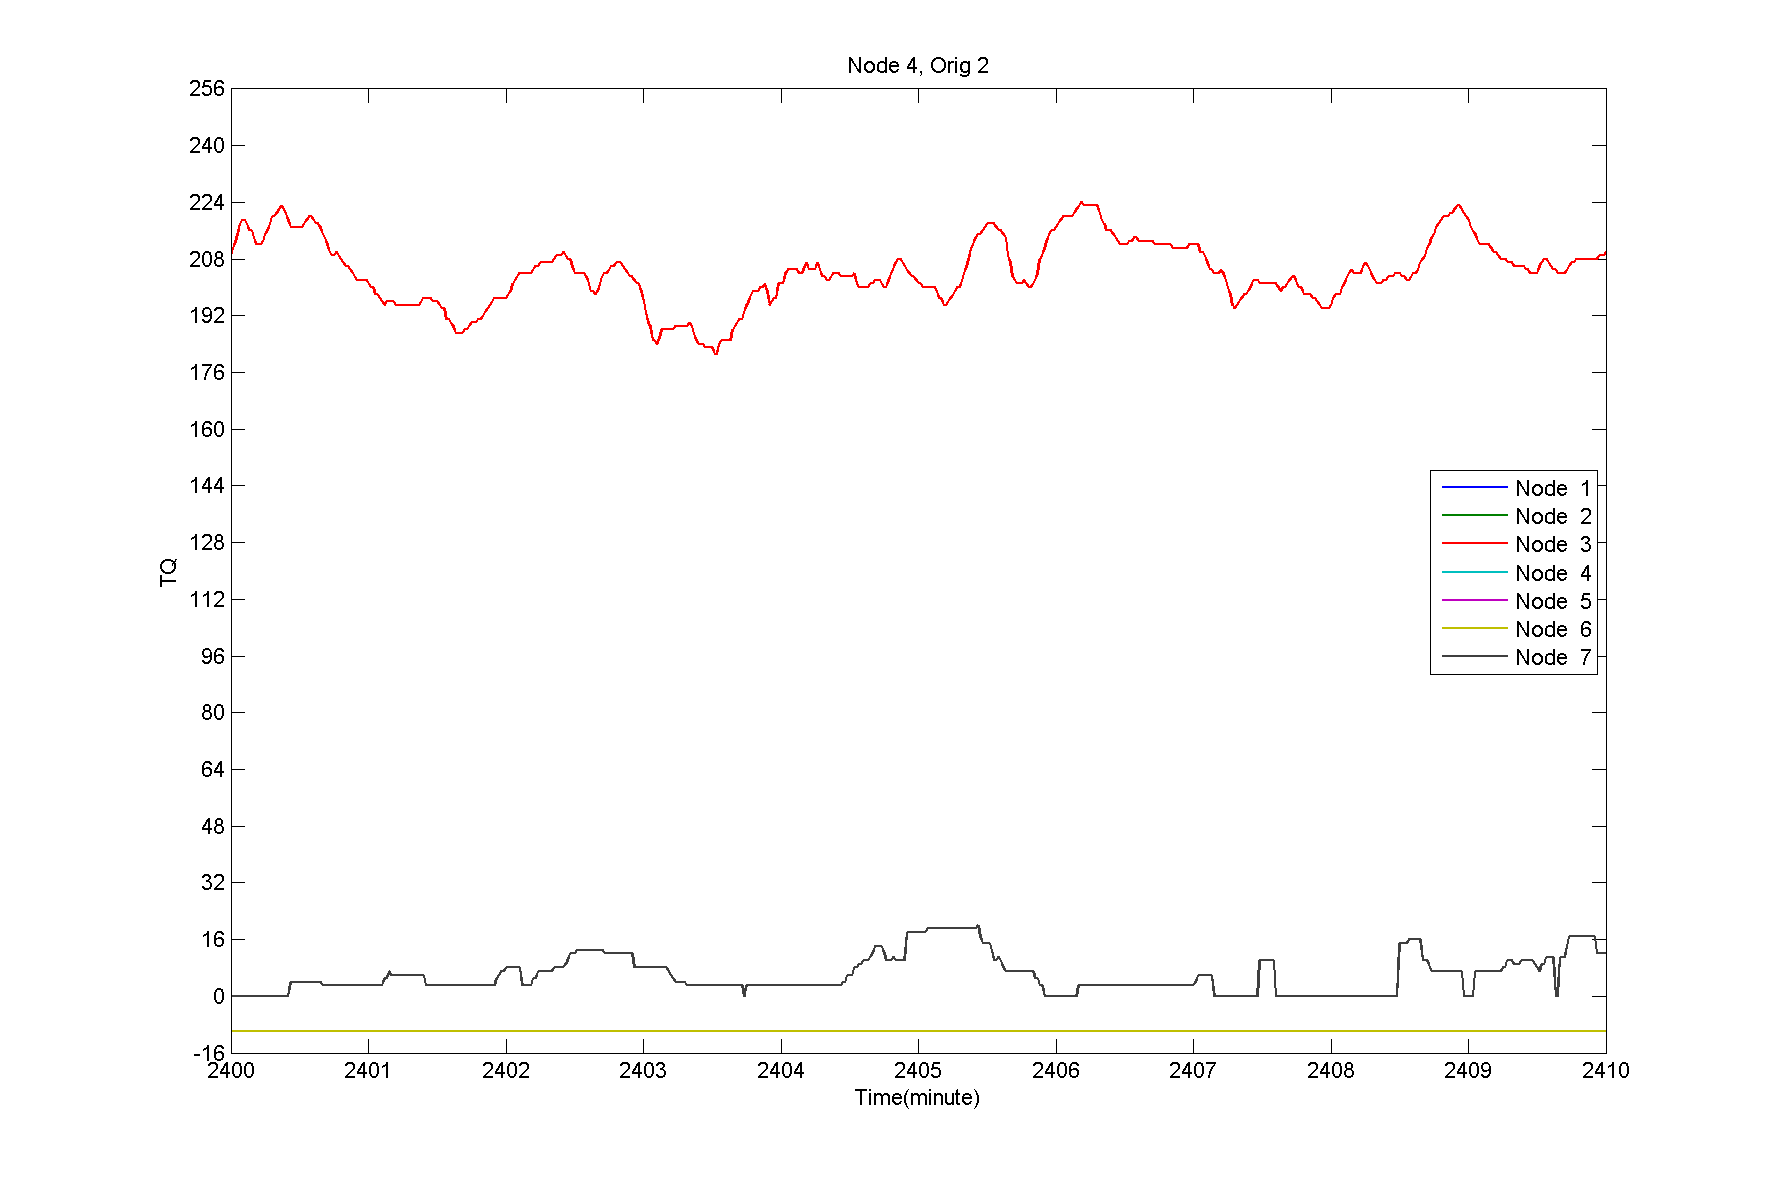 Node 4, Orig 2
256
240
224
208
192
176
160
144
128
112
96
80
64
48
32
16
0
-16
TQ
Node 1
Node 2
Node 3
Node 4
Node 5
Node 6
Node 7
2400 2401 2402 2403 2404 2405 2406 2407 2408 2409 2410
Time(minute)